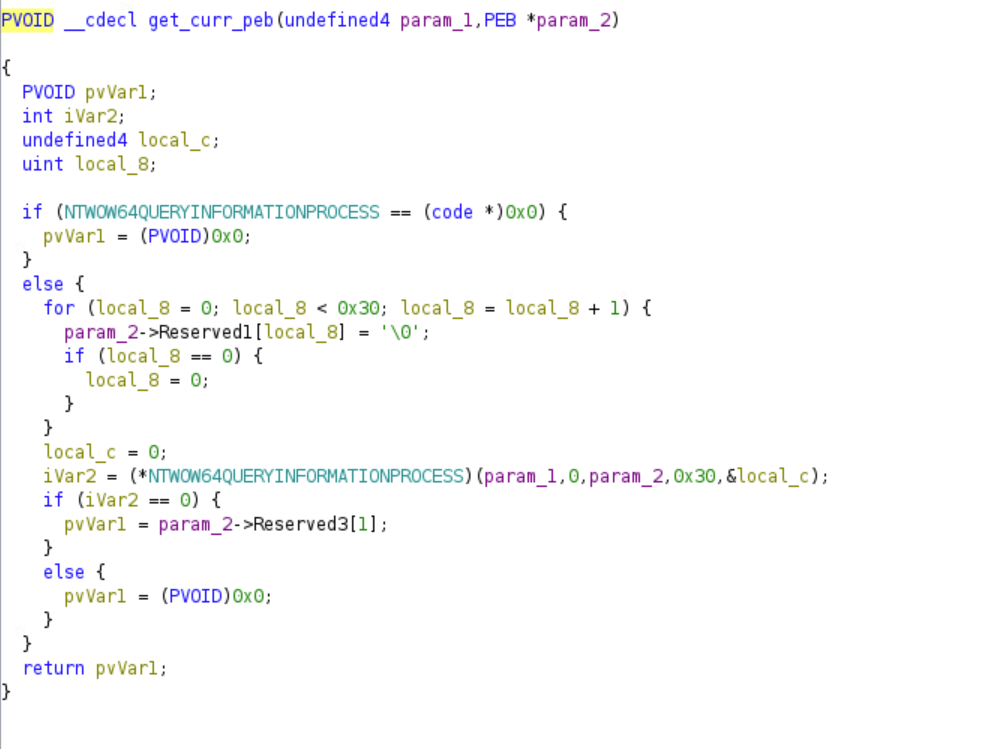 PVOID __cdecl get_curr_peb(undefined4 param_1,PEB *param_2)
{
PVOID pvVar1;
int iVar2;
undefined4 local_c;
uint local_8;
if (NTWOW64QUERYINFORMATIONPROCESS == (code *)0x0) {
pvVar1 = (PVOID)0x0;
}
else {
for (local_8 = 0; local_8 < 0x30; local_8 = local_8 + 1) {
param_2->Reserved1[local_8] = '\0';
if (local_8 == 0) {
local_8 = 0;
}
}
local_c = 0;
iVar2 = (*NTWOW64QUERYINFORMATIONPROCESS)(param_1,0,param_2,0x30,&local_c);
if (iVar2 == 0) {
pvVar1 = param_2->Reserved3[1];
}
else {
pvVar1 = (PVOID)0x0;
}
}
return pvVar1;
}